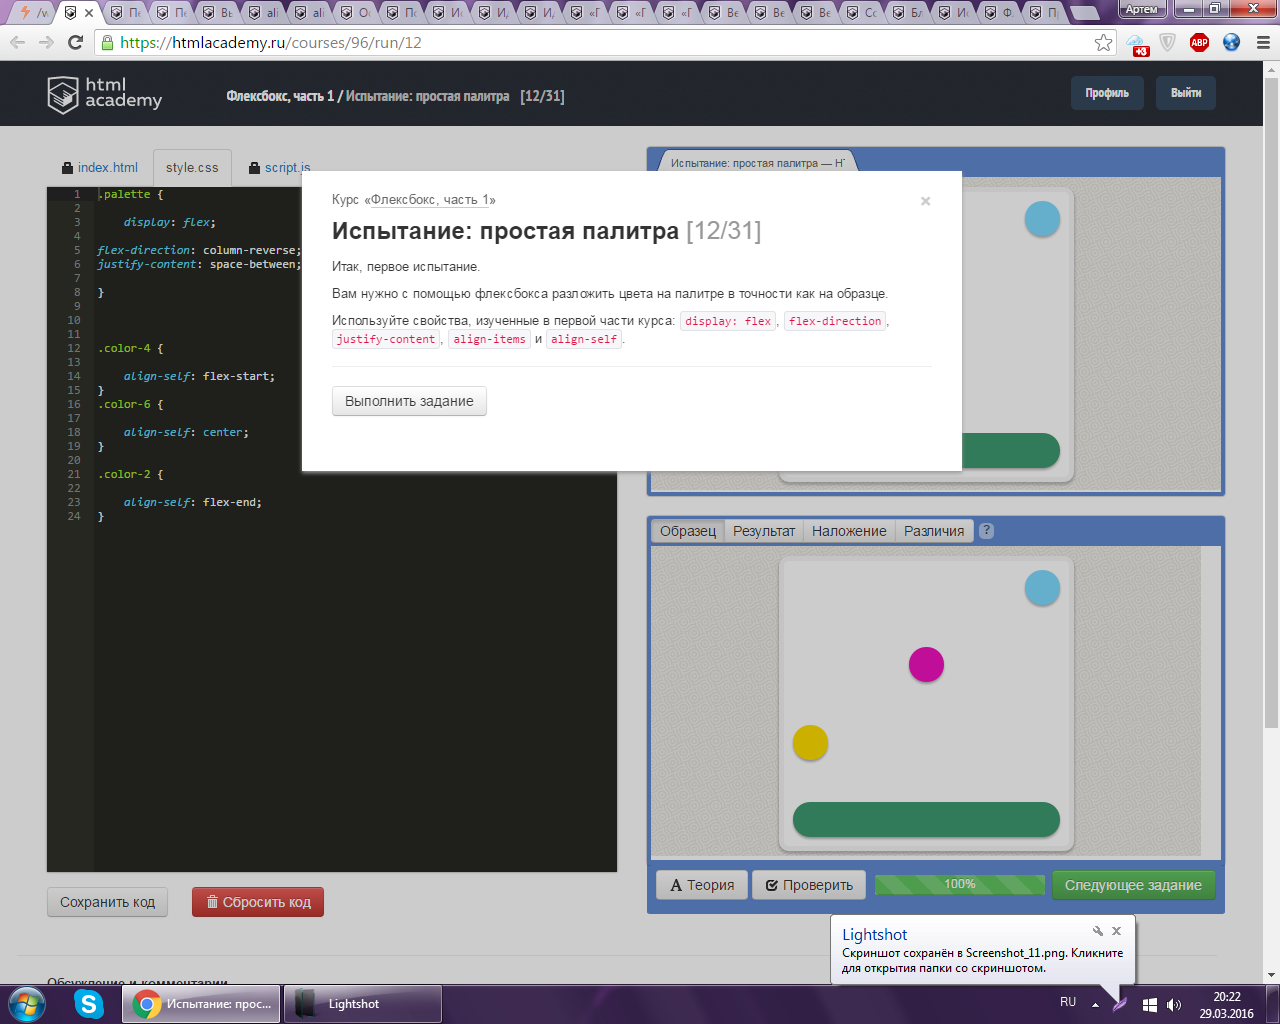 Артем
https://htmlacademy.ru/courses/96/run/12
+3
ABP
html
academy
Флексбокс, часть 1 / Испытание: простая палитра [12/31]
Профиль
Выйти
index.html
style.css
script.js
Испытание: простая палитра —
1 .palette {
2
3 display: flex;
4
5 flex-direction: column-reverse;
6 justify-content: space-between;
7
8 }
9
10
11
12 .color-4 {
13
14 align-self: flex-start;
15 }
16 .color-6 {
17
18 align-self: center;
19 }
20
21 .color-2 {
22
23 align-self: flex-end;
24 }
Курс «Флексбокс, часть 1»
×
Испытание: простая палитра [12/31]
Итак, первое испытание.
Вам нужно с помощью флексбокса разложить цвета на палитре в точности как на образце.
Используйте свойства, изученные в первой части курса: display: flex, flex-direction,
justify-content, align-items и align-self.
Выполнить задание
Образец
Результат
Наложение
Различия
?
Сохранить код
Сбросить код
Теория
Проверить
100%
Следующее задание
Обсуждение и комментарии
Lightshot
Скриншот сохранён в Screenshot_11.png. Кликните
для открытия папки со скриншотом.
Испытание: прос...
Lightshot
RU
20:22
29.03.2016